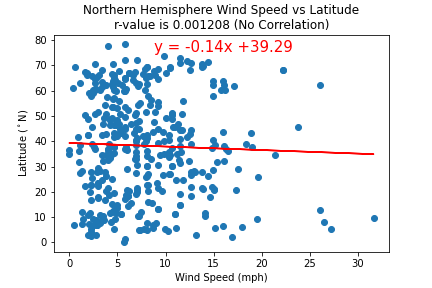 Northern Hemisphere Wind Speed vs Latitude
r-value is 0.001208 (No Correlation)
y = -0.14x +39.29
80
70
60
50
40
30
20
10
0
Latitude (°N)
0 5 10 15 20 25 30
Wind Speed (mph)